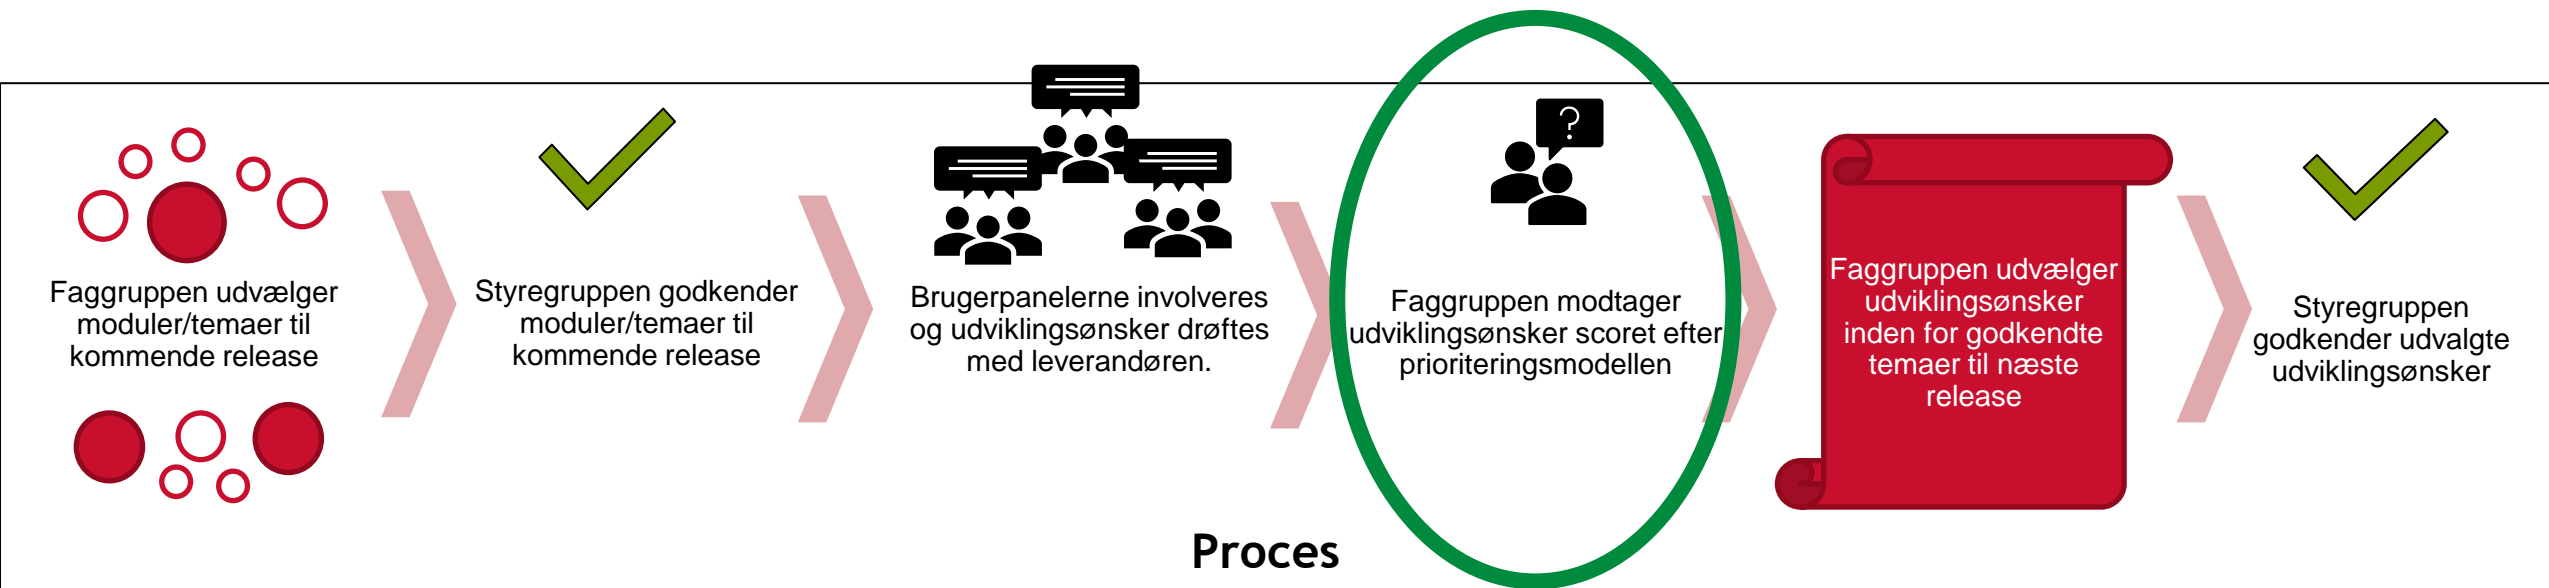 Faggruppen udvælger
moduler/temaer til
kommende release
Styregruppen godkender
moduler/temaer til
kommende release
Brugerpanelerne involveres
og udviklingsønsker drøftes
med leverandøren.
?
Faggruppen modtager
udviklingsønsker scoret efter
prioriteringsmodellen
Faggruppen udvælger
udviklingsønsker
inden for godkendte
temaer til næste
release
Styregruppen
godkender udvalgte
udviklingsønsker
Proces